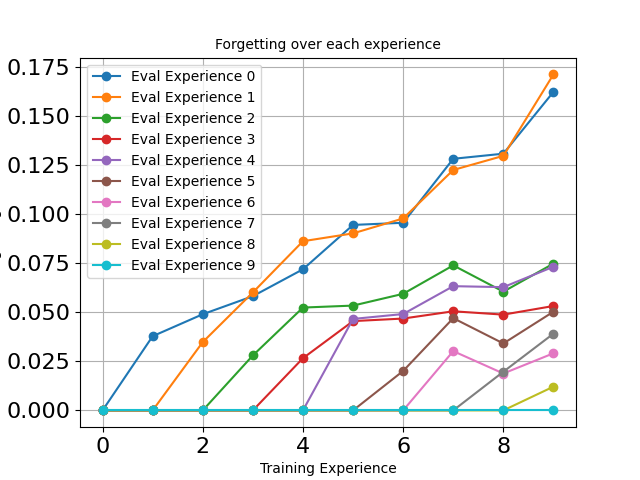 Forgetting over each experience
0.175
0.150
0.125
0.100
0.075
0.050
0.025
0.000
Eval Experience 0
Eval Experience 1
Eval Experience 2
Eval Experience 3
Eval Experience 4
Eval Experience 5
Eval Experience 6
Eval Experience 7
Eval Experience 8
Eval Experience 9
0 2 4 6 8
Training Experience